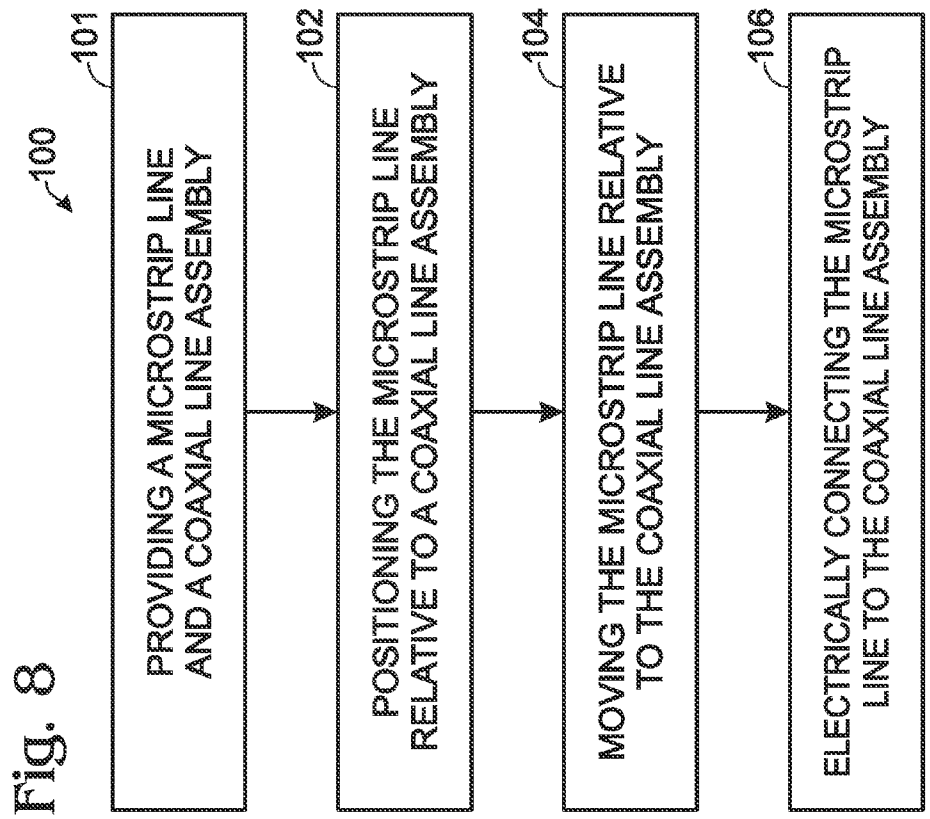 Fig. 8
100
101
PROVIDING A MICROSTRIP LINE
AND A COAXIAL LINE ASSEMBLY
102
POSITIONING THE MICROSTRIP LINE
RELATIVE TO A COAXIAL LINE ASSEMBLY
104
MOVING THE MICROSTRIP LINE RELATIVE
TO THE COAXIAL LINE ASSEMBLY
106
ELECTRICALLY CONNECTING THE MICROSTRIP
LINE TO THE COAXIAL LINE ASSEMBLY